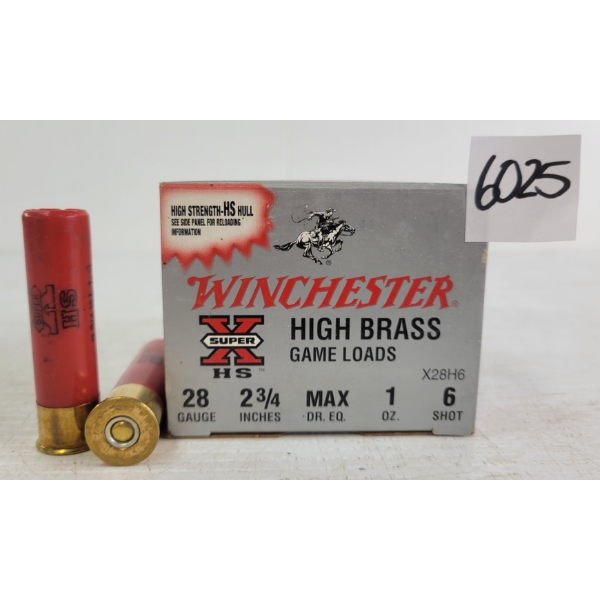 6025
HIGH STRENGTH-HS HULL
SEE SIDE PANEL FOR RELOADING
INFORMATION
®
WINCHESTER®
X
SUPER
HS™
HIGH BRASS
GAME LOADS
X28H6
28 2 3/4 MAX 1 6
GAUGE INCHES DR. EQ. OZ. SHOT
X
HS